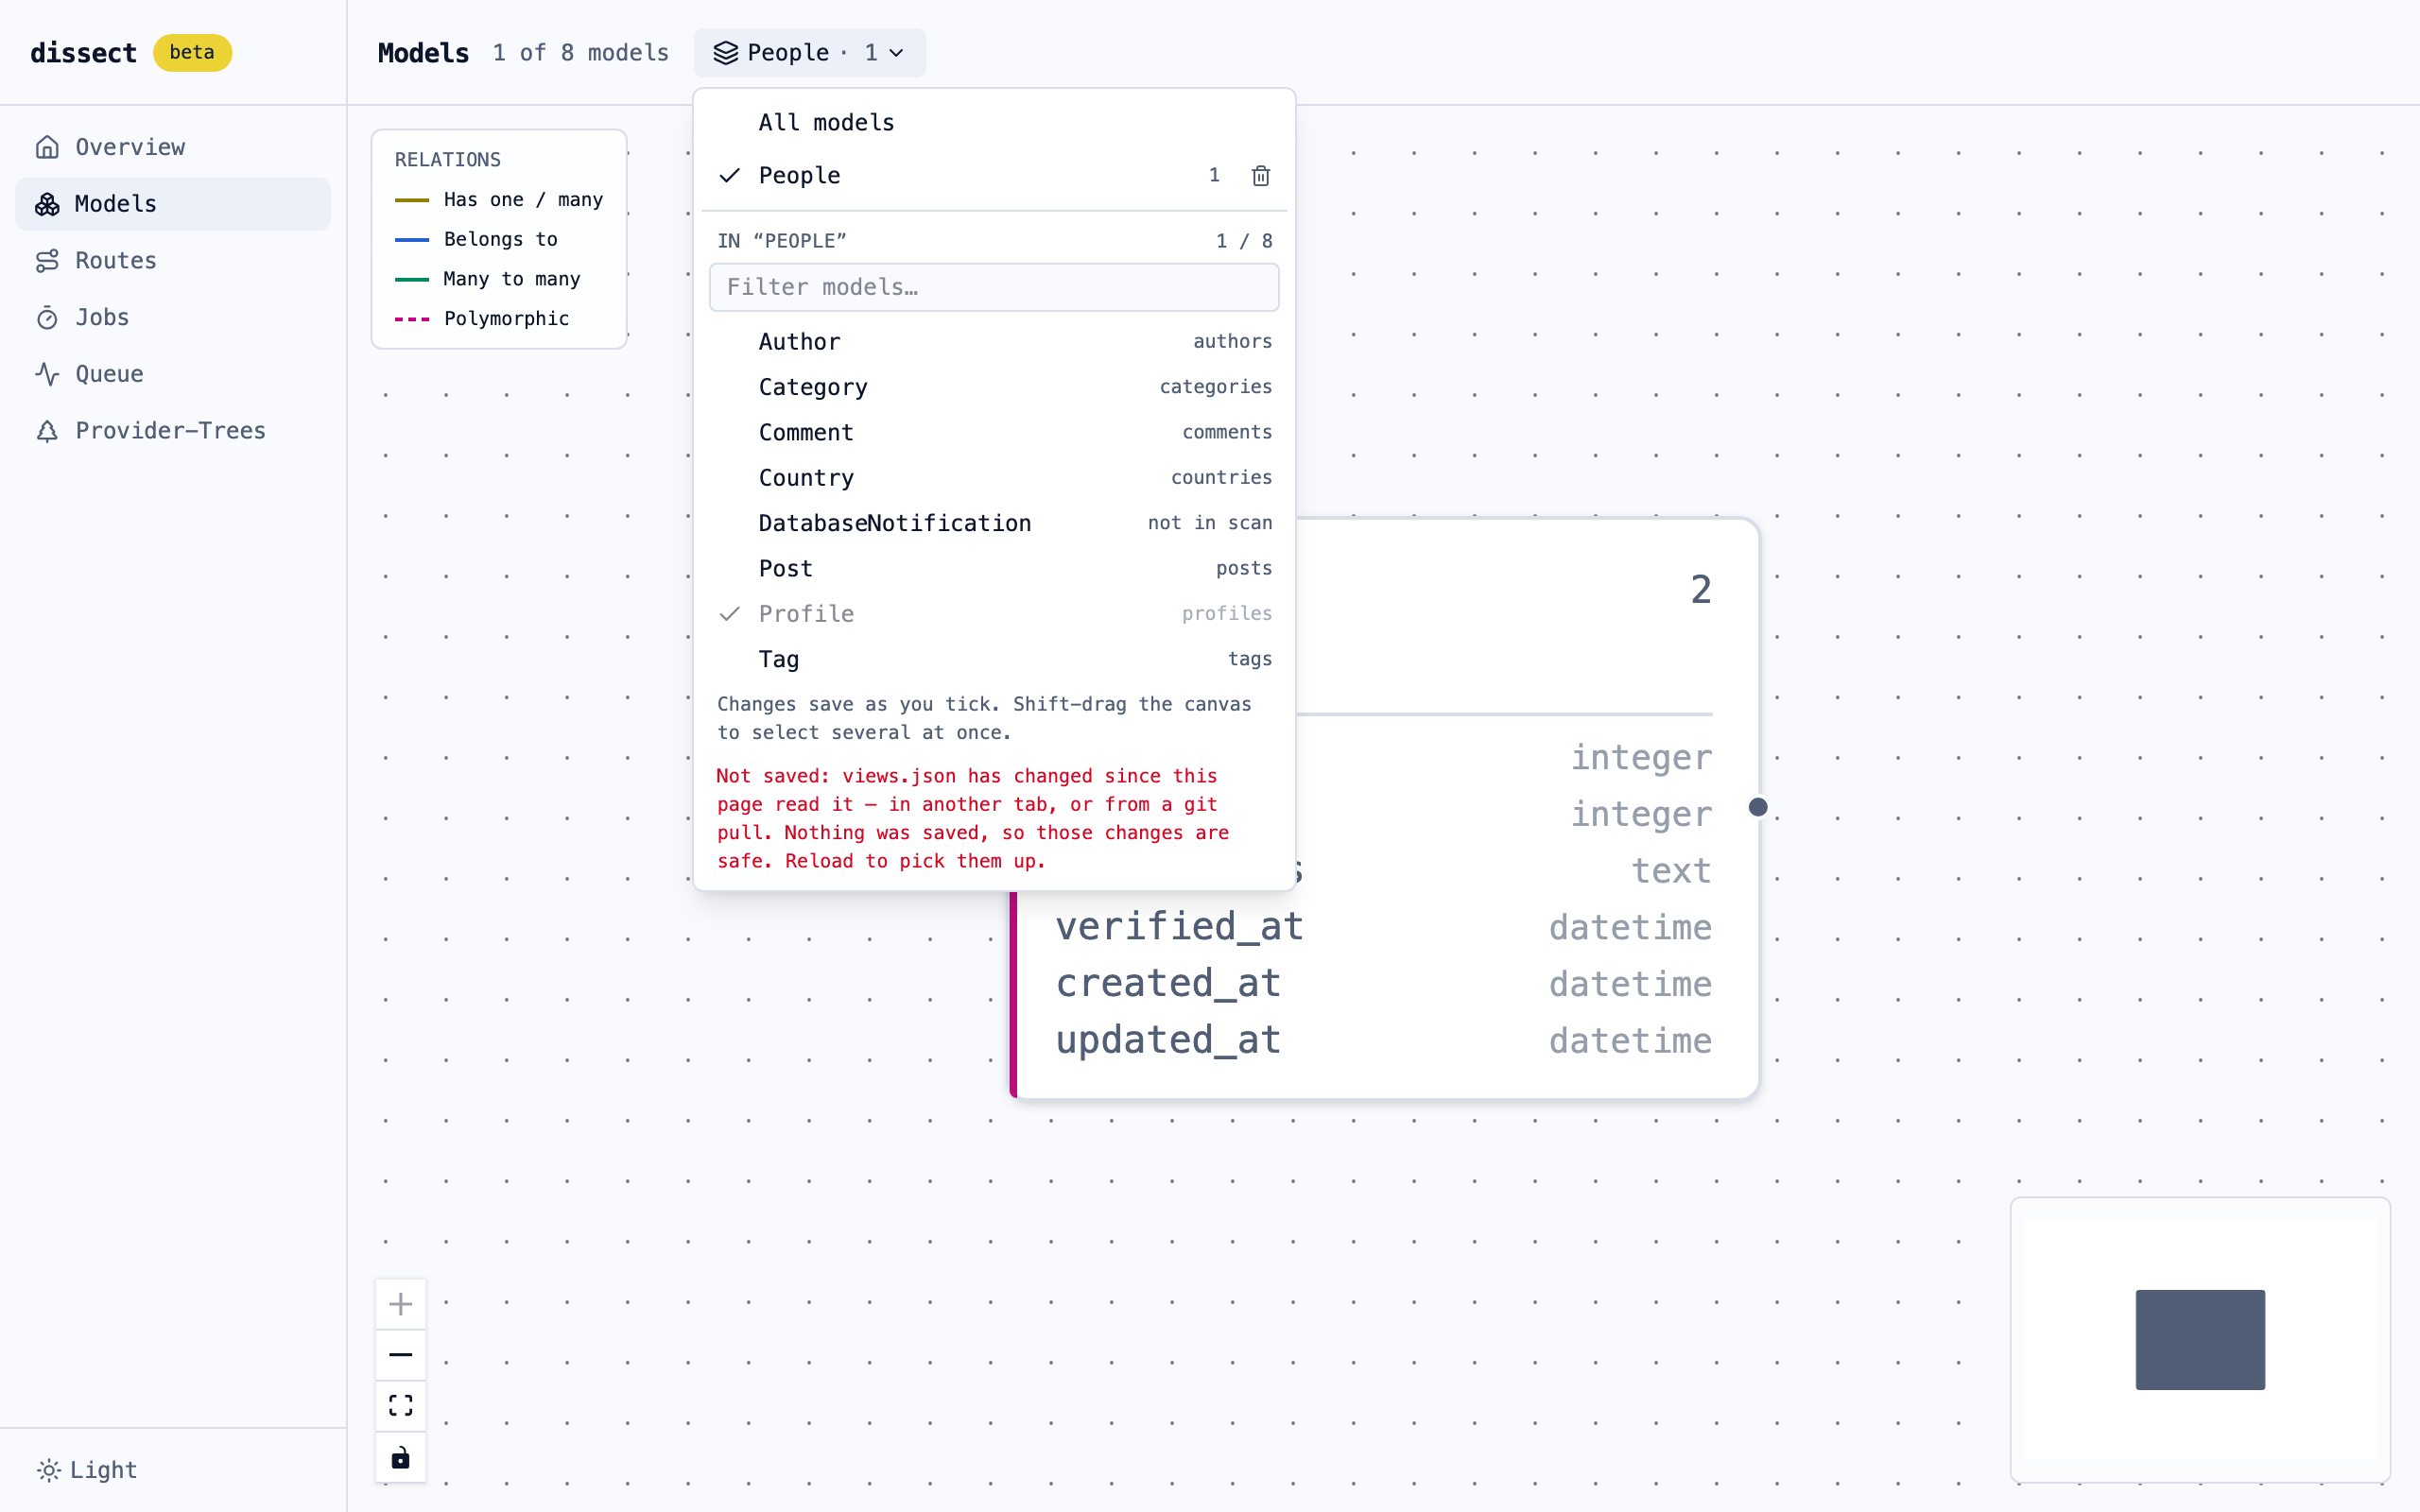 dissect beta
Models 1 of 8 models People · 1
Overview
Models
Routes
Jobs
Queue
Provider-Trees
Light
RELATIONS
Has one / many
Belongs to
Many to many
Polymorphic
All models
People 1
IN “PEOPLE” 1 / 8
Filter models…
Author authors
Category categories
Comment comments
Country countries
DatabaseNotification not in scan
Post posts
Profile profiles
Tag tags
Changes save as you tick. Shift-drag the canvas
to select several at once.
Not saved: views.json has changed since this
page read it — in another tab, or from a git
pull. Nothing was saved, so those changes are
safe. Reload to pick them up.
2
integer
integer
text
verified_at datetime
created_at datetime
updated_at datetime